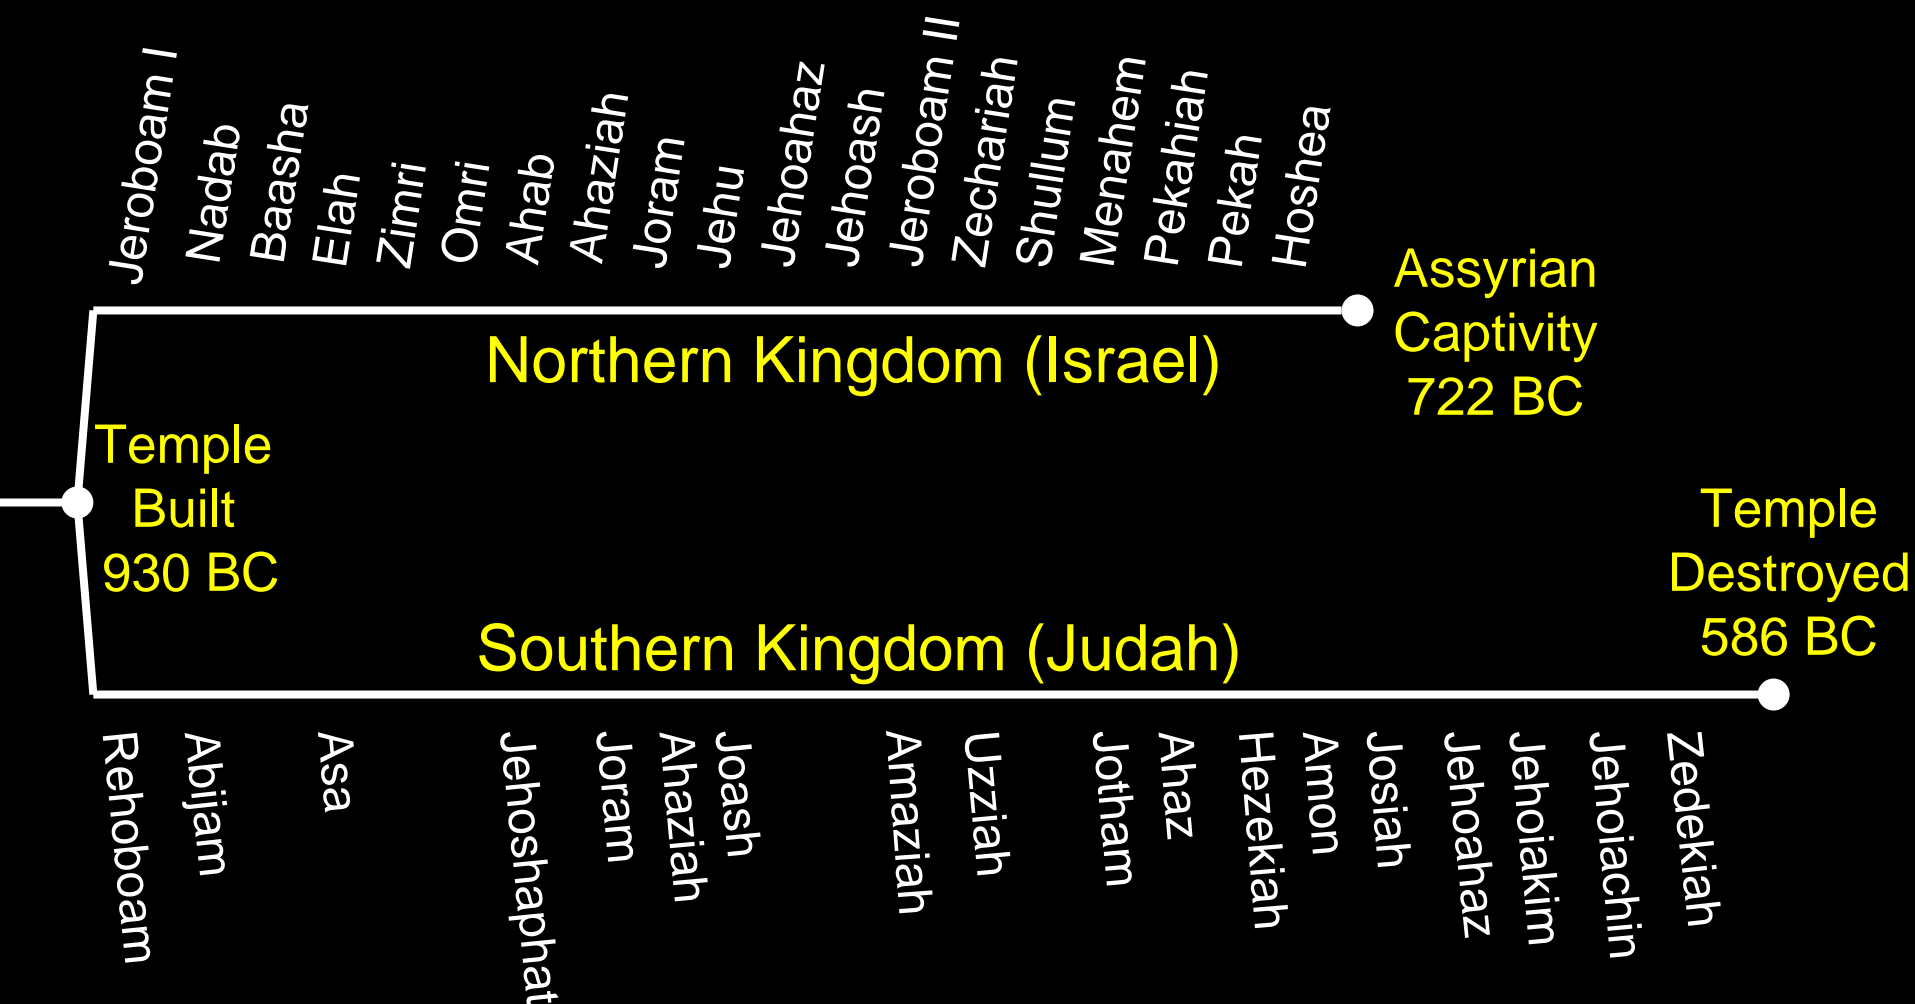 Jeroboam I
Nadab
Baasha
Elah
Zimri
Omri
Ahab
Ahaziah
Joram
Jehu
Jehoahaz
Jehoash
Jeroboam II
Zechariah
Shullum
Menahem
Pekahiah
Pekah
Hoshea
Assyrian
Captivity
722 BC
Northern Kingdom (Israel)
Temple
Built
930 BC
Temple
Destroyed
586 BC
Southern Kingdom (Judah)
Rehoboam
Abijam
Asa
Jehoshaphat
Joram
Ahaziah
Joash
Amaziah
Uzziah
Jotham
Ahaz
Hezekiah
Amon
Josiah
Jehoahaz
Jehoiakim
Jehoiachin
Zedekiah